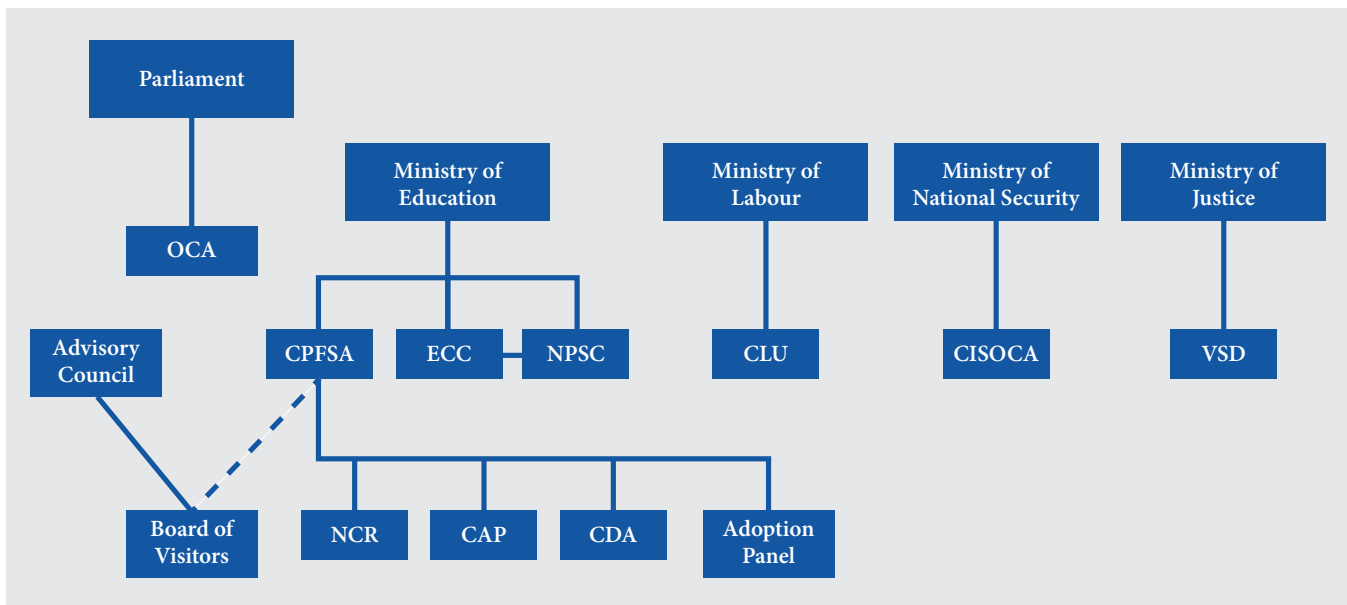 Parliament
Ministry of
Education
Ministry of
Labour
Ministry of
National Security
Ministry of
Justice
OCA
Advisory
Council
CPFSA
ECC
NPSC
CLU
CISOCA
VSD
Board of
Visitors
NCR
CAP
CDA
Adoption
Panel